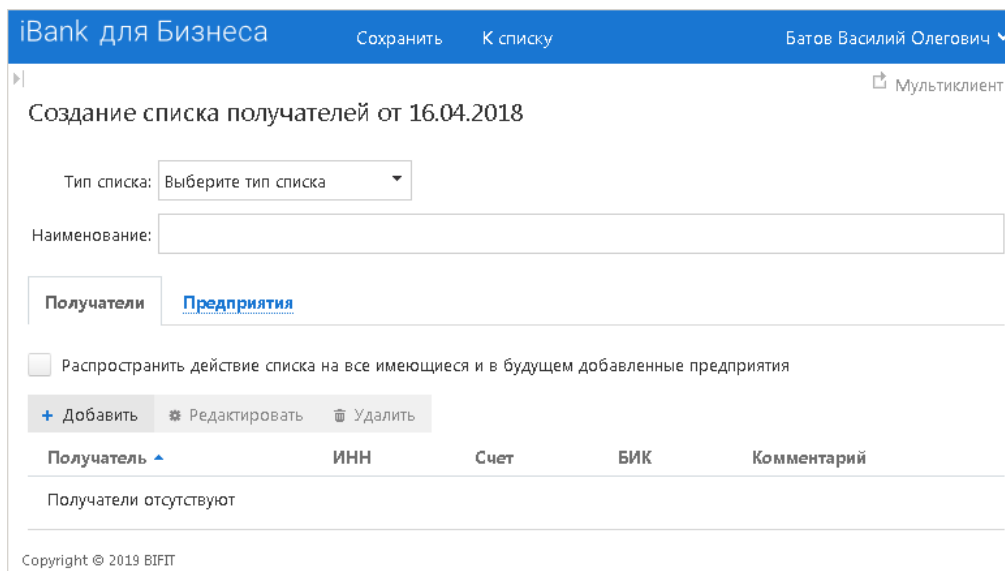 iBank для Бизнеса Сохранить К списку Батов Василий Олегович
Мультиклиент
Создание списка получателей от 16.04.2018
Тип списка: Выберите тип списка
Наименование:
Получатели Предприятия
Распространить действие списка на все имеющиеся и в будущем добавленные предприятия
+ Добавить Редактировать Удалить
Получатель ИНН Счет БИК Комментарий
Получатели отсутствуют
Copyright © 2019 BIFIT